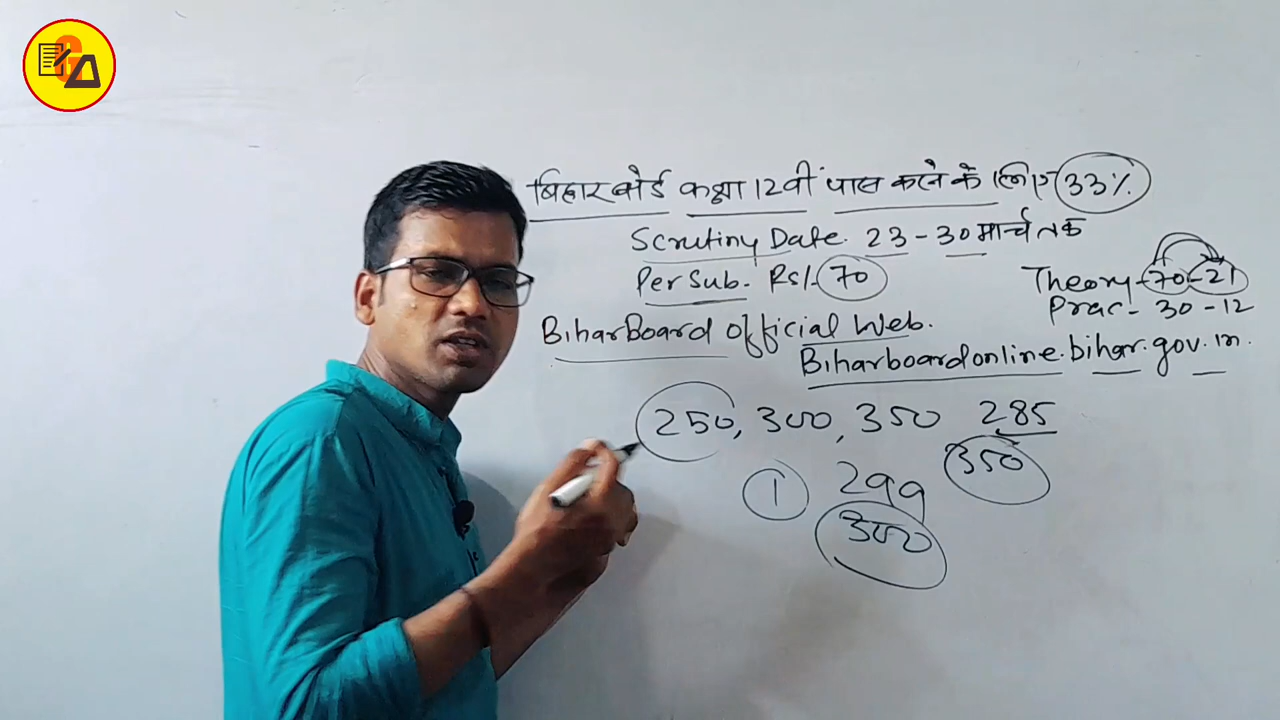 बिहार बोर्ड कक्षा 12वीं पास करने के लिए 33%
Scrutiny Date. 23 - 30 मार्च तक
Per Sub. Rs/- 70
Theory - 70 - 21
Prac - 30 - 12
BiharBoard official Web.
Biharboardonline.bihar.gov.in.
250, 300, 350 285
350
1 299
300